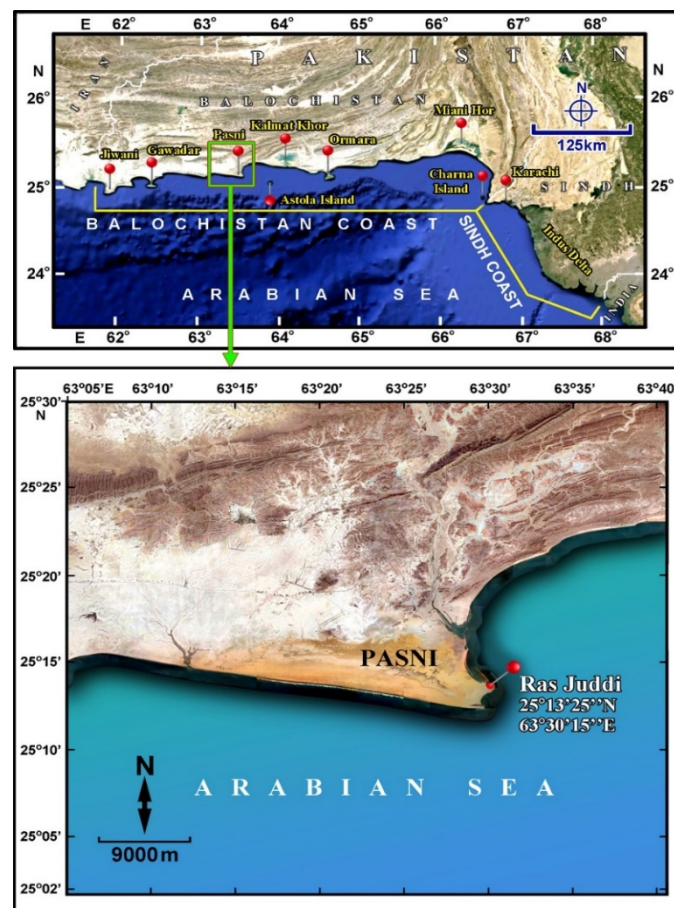 E 62° 63° 64° 65° 66° 67° 68°
N N
P A K I S T A N
I R A N
B A L O C H I S T A N
26° 26°
N
125km
Miani Hor
Kalmat Khor
Pasni
Ormara
Gawadar
Jiwani
Charna
Island
Karachi
25° 25°
S I N D H
Astola Island
B A L O C H I S T A N C O A S T
SINDH COAST
Indus Delta
24° 24°
A R A B I A N S E A
INDIA
E 62° 63° 64° 65° 66° 67° 68°
63°05'E 63°10' 63°15' 63°20' 63°25' 63°30' 63°35' 63°40'
25°30'
N
25°25'
25°20'
25°15'
PASNI
Ras Juddi
25°13'25''N
63°30'15''E
25°10'
N
A R A B I A N S E A
25°05'
9000m
25°02'